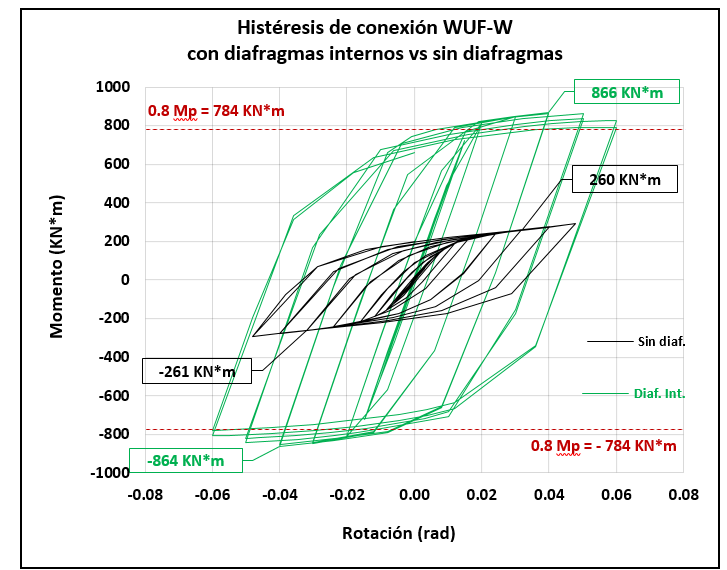 Histéresis de conexión WUF-W
con diafragmas internos vs sin diafragmas
1000
800
600
400
200
0
-200
-400
-600
-800
-1000
Momento (KN*m)
0.8 Mp = 784 KN*m
866 KN*m
260 KN*m
Sin diaf.
-261 KN*m
Diaf. Int.
0.8 Mp = - 784 KN*m
-864 KN*m
-0.08 -0.06 -0.04 -0.02 0.00 0.02 0.04 0.06 0.08
Rotación (rad)